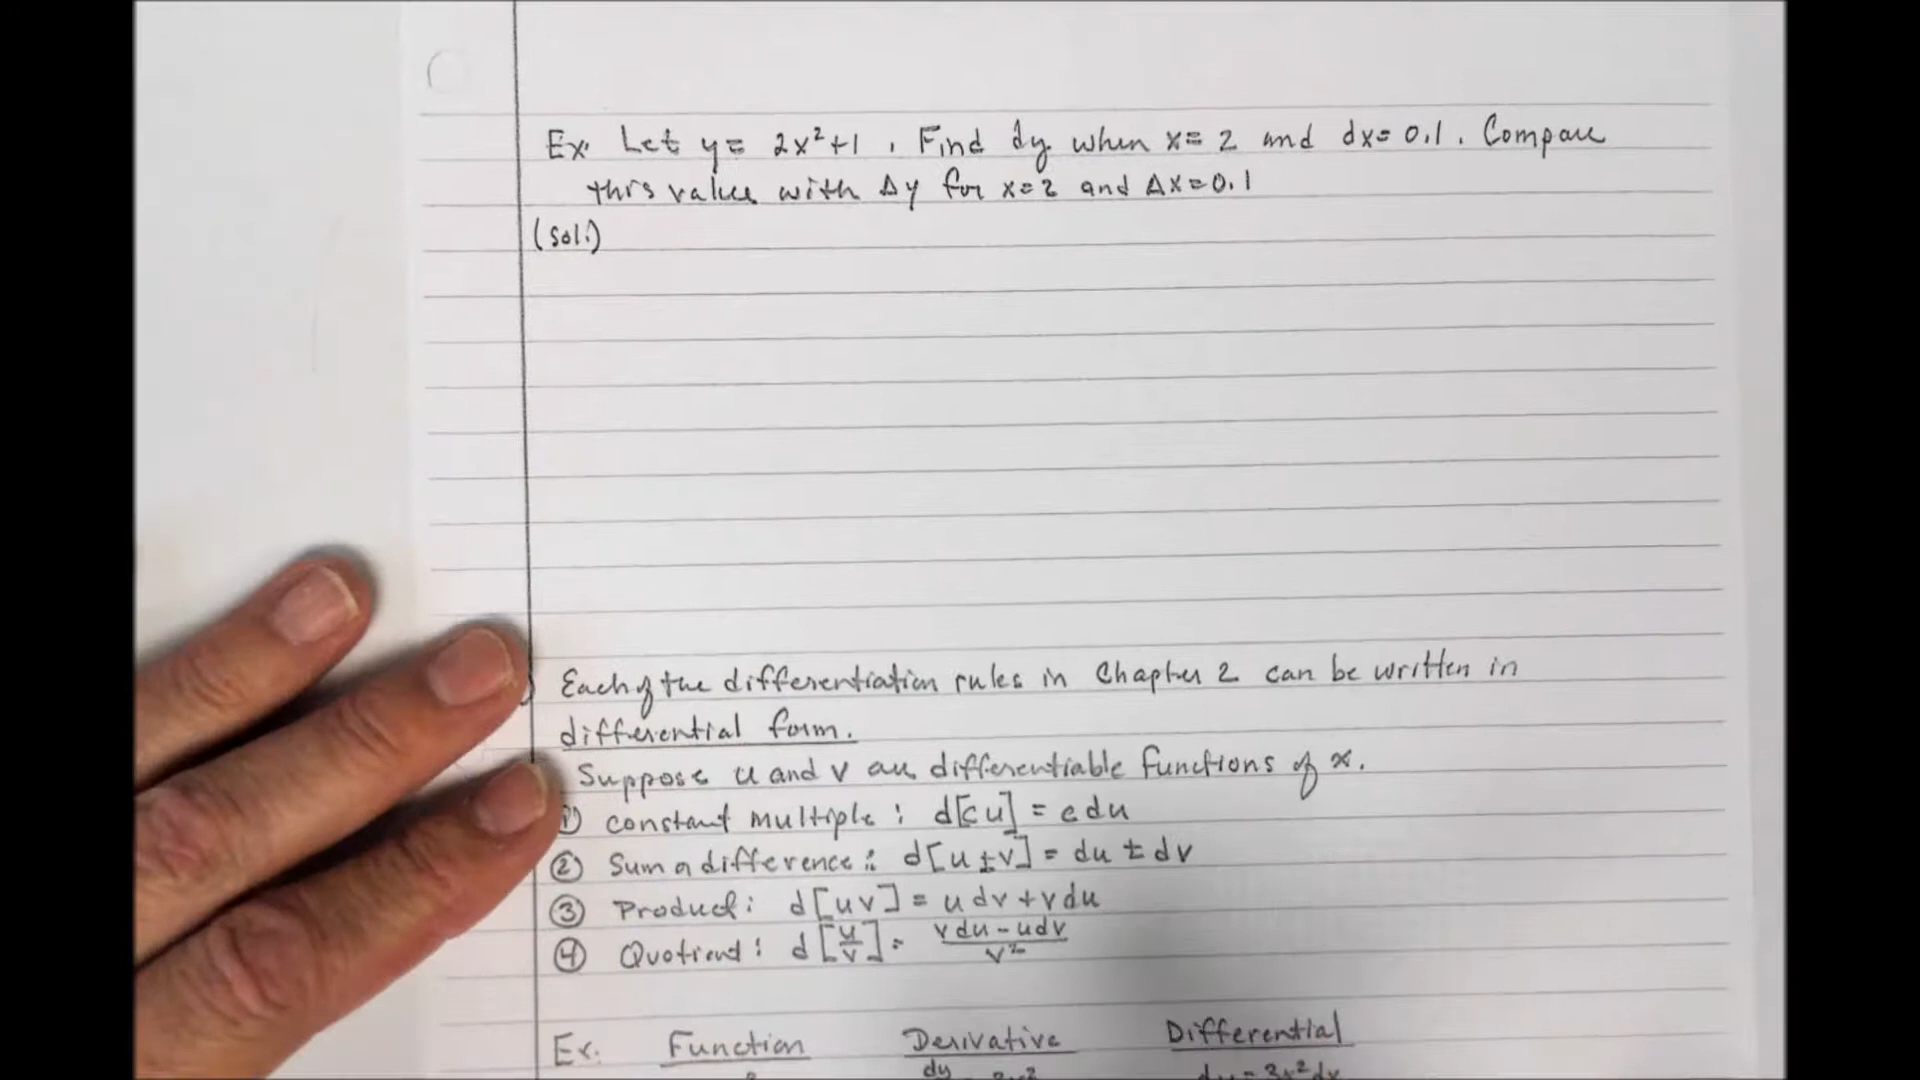 Ex. Let y = 2x²+1 . Find dy when x = 2 and dx = 0.1 . Compare
this value with Δy for x=2 and Δx=0.1
(sol.)
Each of the differentiation rules in Chapter 2 can be written in
differential form.
Suppose u and v are differentiable functions of x.
① constant multiple : d[cu] = c du
② Sum or difference : d[u±v] = du ± dv
③ Product : d[uv] = u dv + v du
④ Quotient : d[u/v] = (v du - u dv)/v²
Ex. Function Derivative Differential